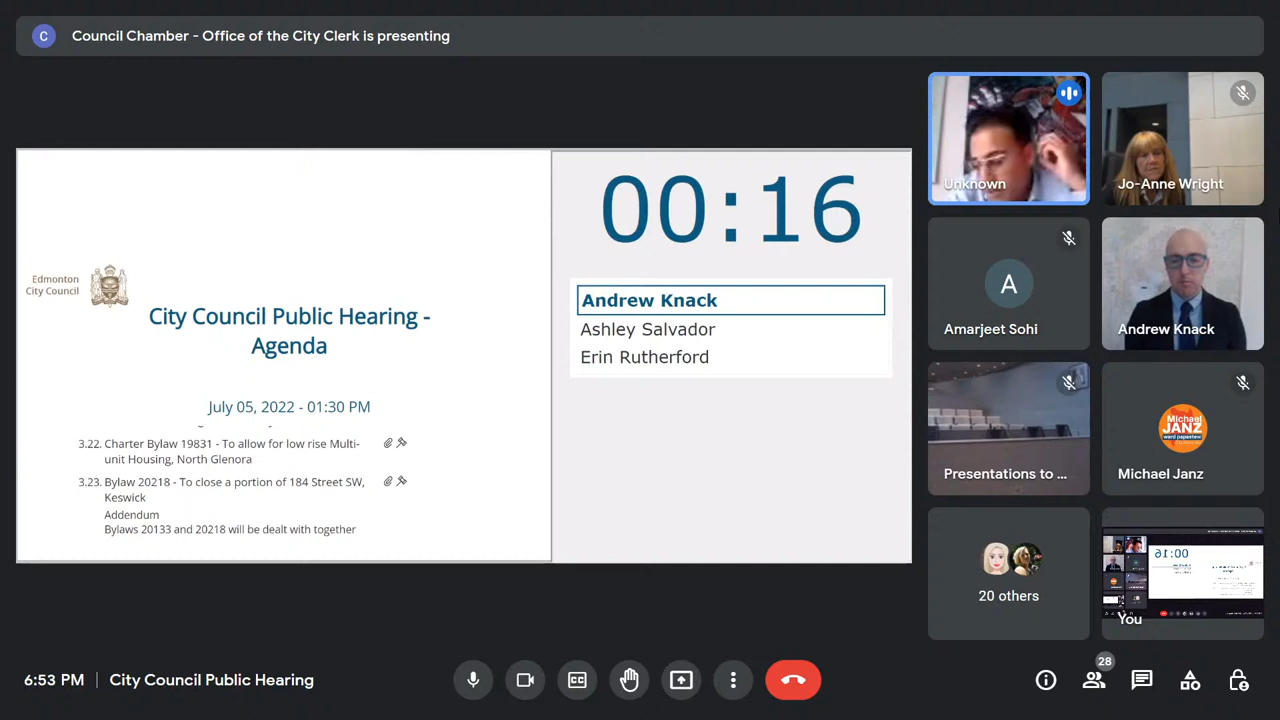 C
Council Chamber - Office of the City Clerk is presenting
Edmonton
City Council
City Council Public Hearing -
Agenda
July 05, 2022 - 01:30 PM
3.22. Charter Bylaw 19831 - To allow for low rise Multi-
unit Housing, North Glenora
3.23. Bylaw 20218 - To close a portion of 184 Street SW,
Keswick
Addendum
Bylaws 20133 and 20218 will be dealt with together
00:16
Andrew Knack
Ashley Salvador
Erin Rutherford
Unknown
Jo-Anne Wright
A
Amarjeet Sohi
Andrew Knack
Presentations to ...
Michael
JANZ
ward papastew
Michael Janz
20 others
00:16
You
6:53 PM
City Council Public Hearing
28